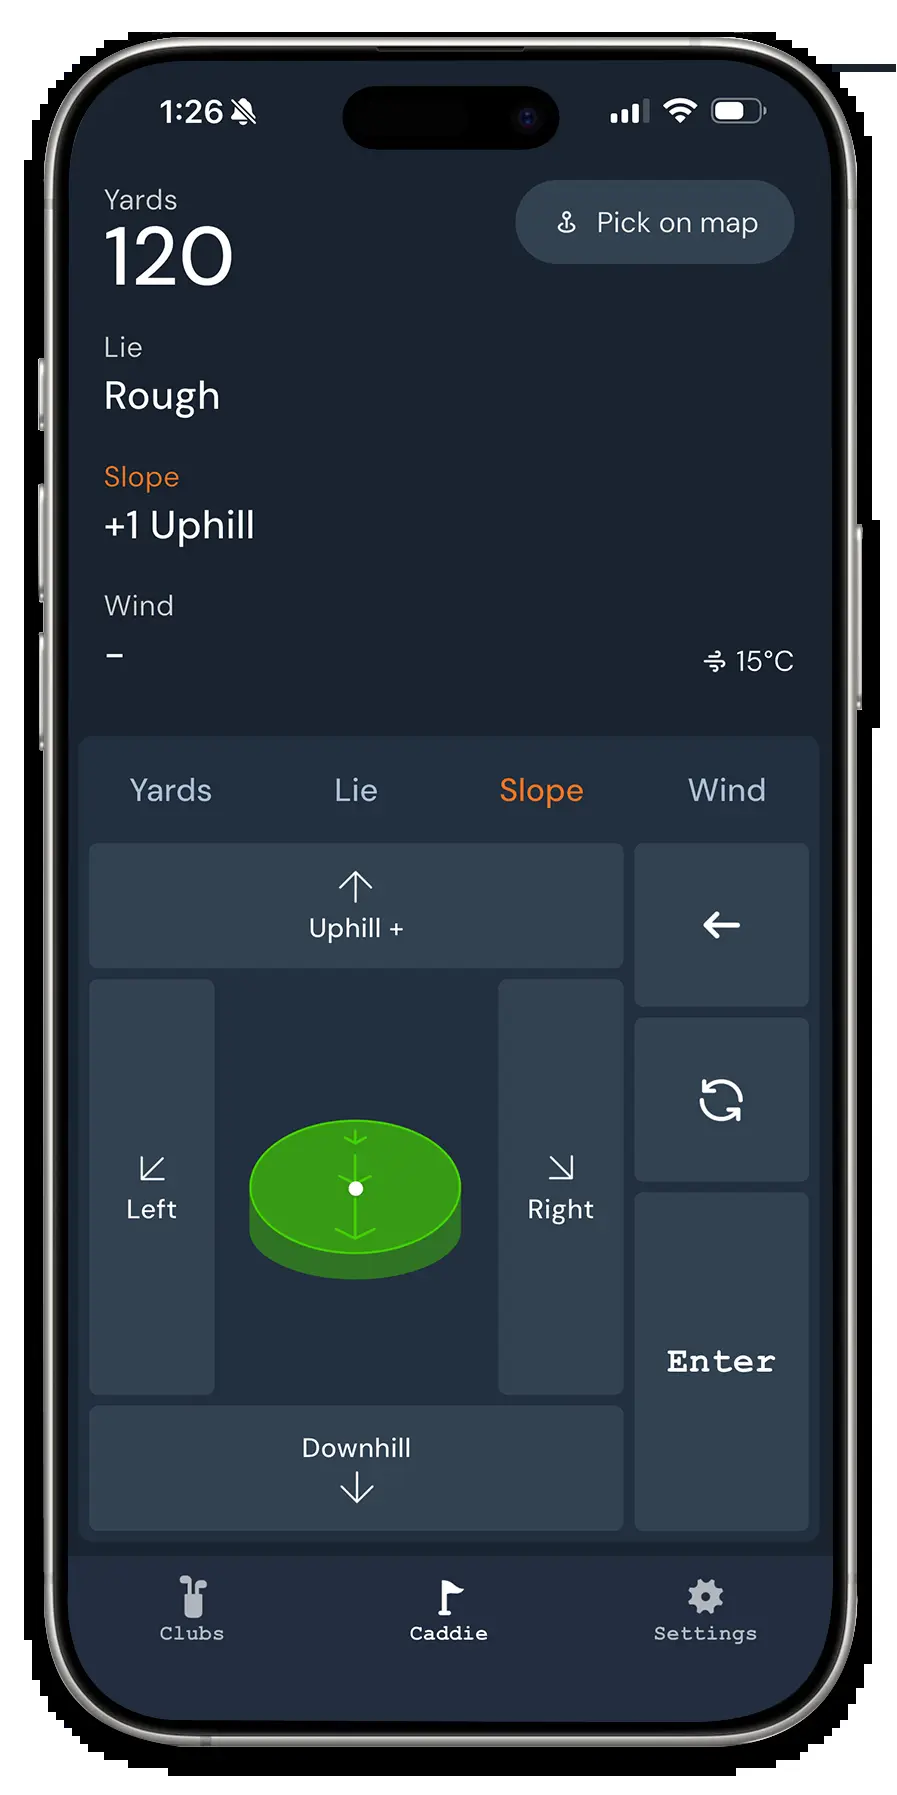 1:26
Yards
Pick on map
120
Lie
Rough
Slope
+1 Uphill
Wind
–
15°C
Yards Lie Slope Wind
Uphill +
Left
Right
Enter
Downhill
Clubs Caddie Settings